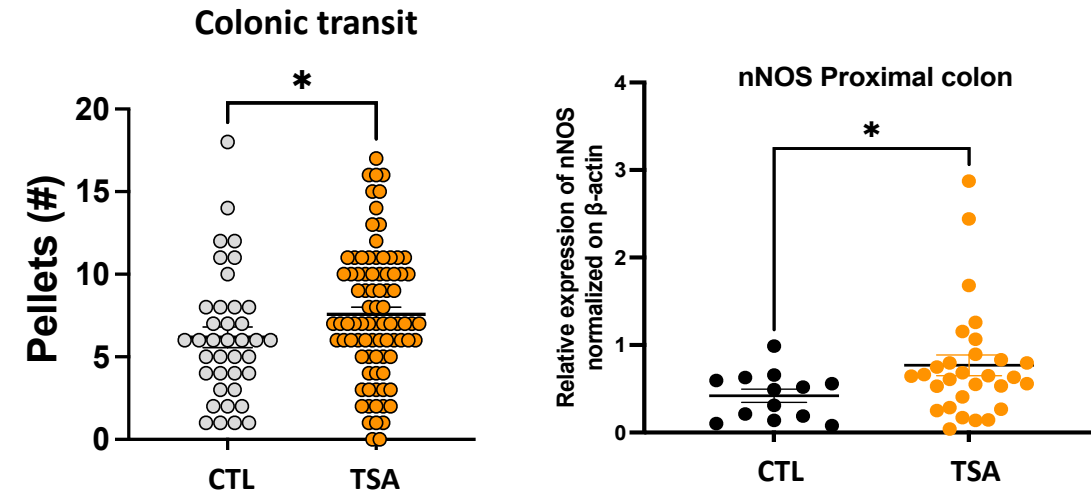 Colonic transit
*
Pellets (#)
20
15
10
5
0
CTL
TSA
nNOS Proximal colon
*
Relative expression of nNOS
normalized on β-actin
4
3
2
1
0
CTL
TSA